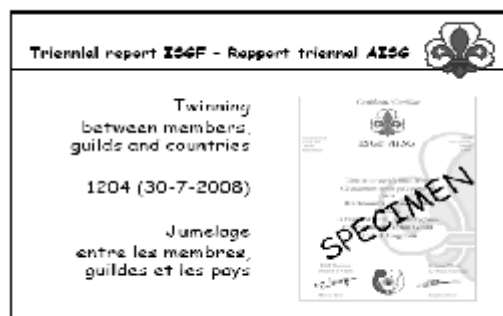 Triennial report ISGF - Rapport triennal AISG
Twinning
between members,
guilds and countries
1204 (30-7-2008)
Jumelage
entre les membres,
guildes et les pays
ISGF AISG
SPECIMEN